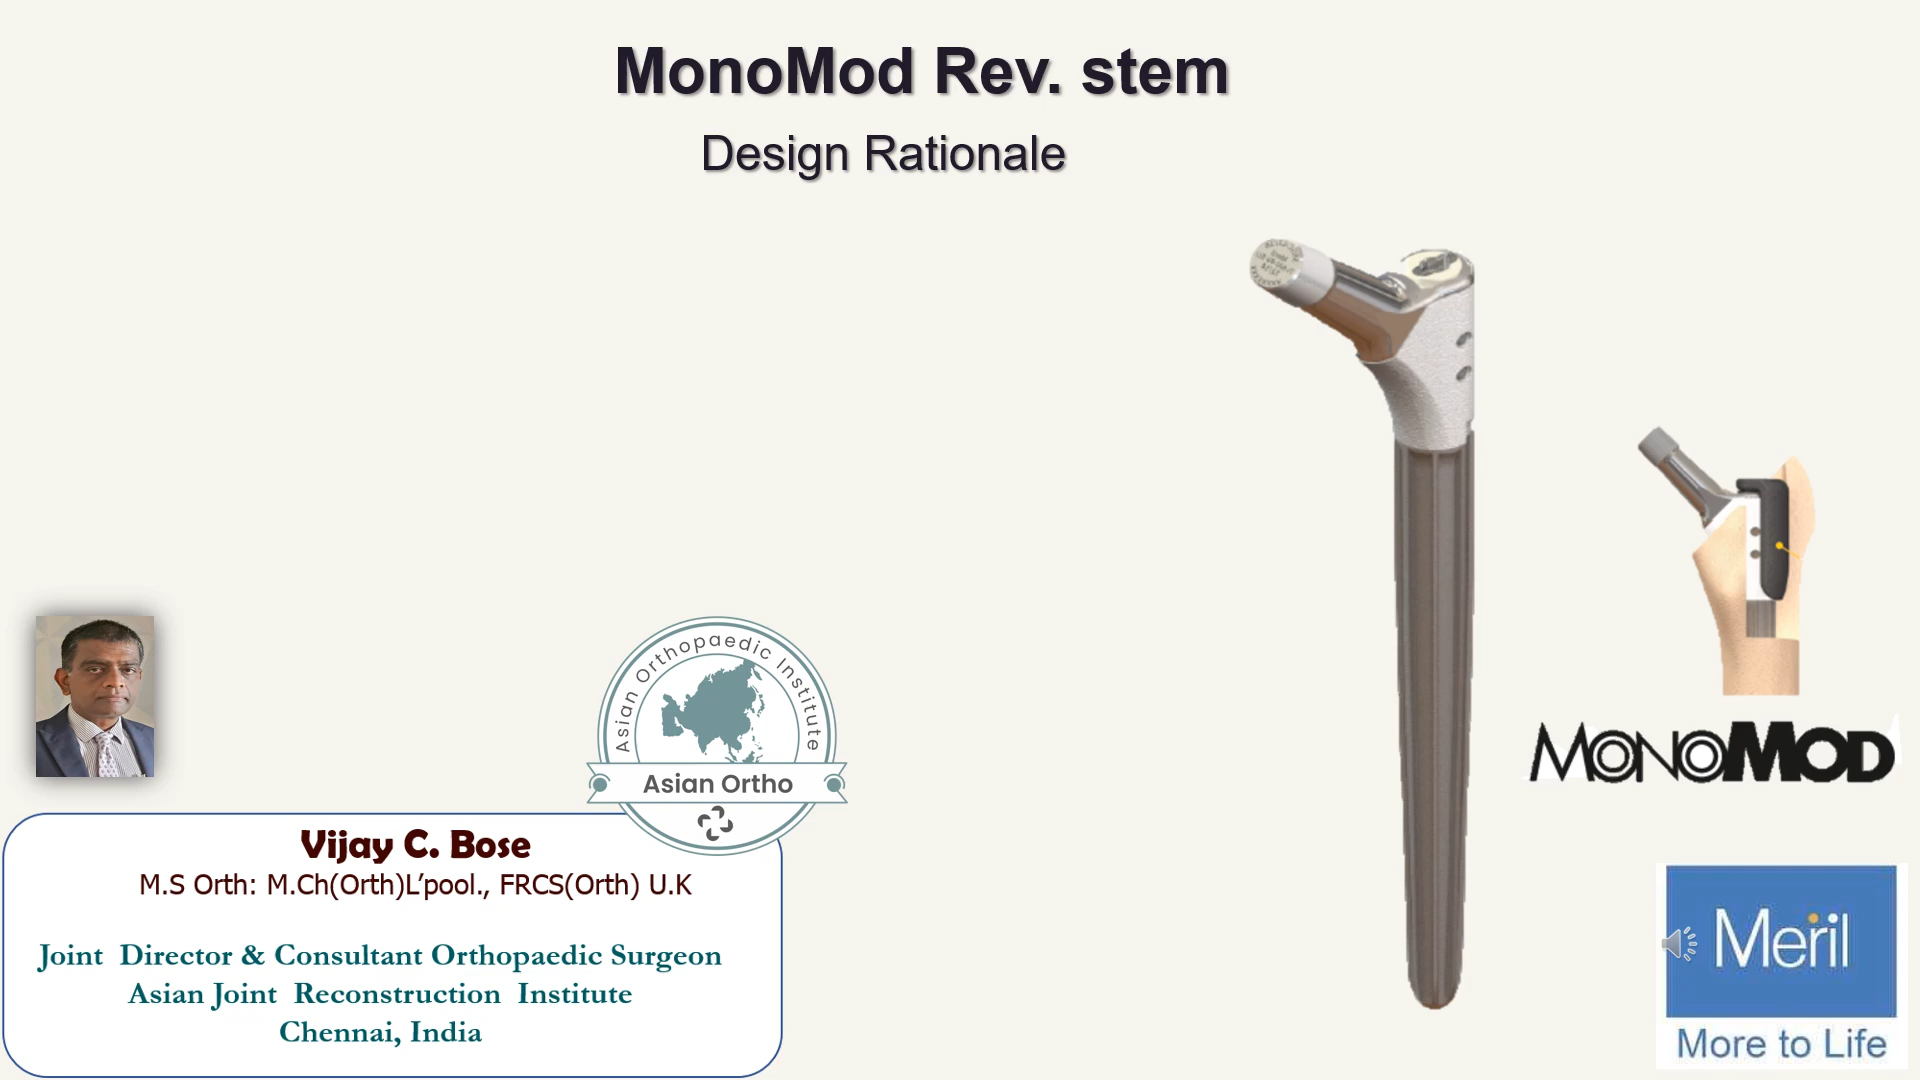 MonoMod Rev. stem
Design Rationale
Asian Orthopaedic Institute
Asian Ortho
Vijay C. Bose
M.S Orth: M.Ch(Orth)L’pool., FRCS(Orth) U.K
Joint Director & Consultant Orthopaedic Surgeon
Asian Joint Reconstruction Institute
Chennai, India
MONOMOD
Meril
More to Life